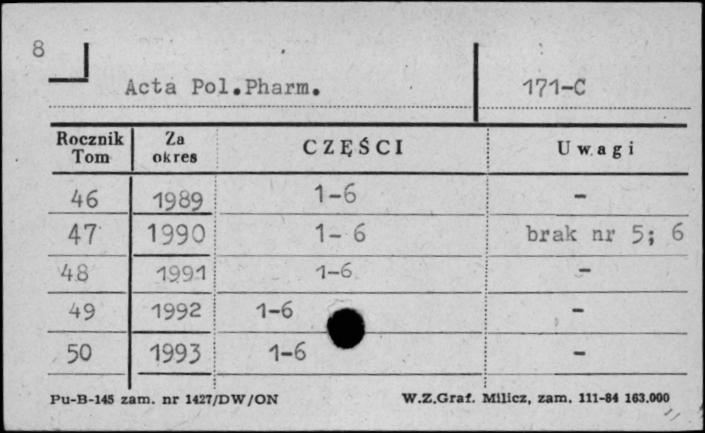 8
Acta Pol.Pharm. 171-C
Rocznik Tom Za okres CZĘŚCI Uwagi
46 1989 1-6 -
47 1990 1- 6 brak nr 5; 6
48 1991 1-6 -
49 1992 1-6 -
50 1993 1-6 -
Pu-B-145 zam. nr 1427/DW/ON W.Z.Graf. Milicz, zam. 111-84 163.000